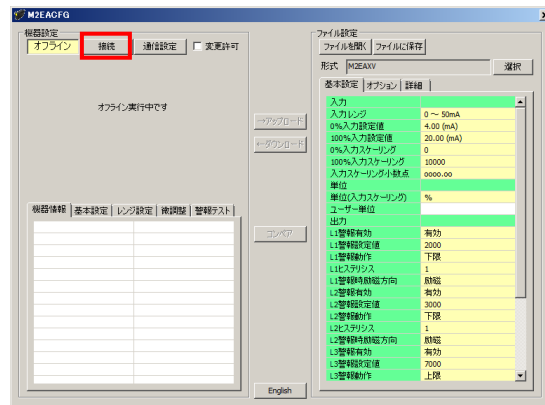 M2EACFG
機器設定
オフライン 接続 通信設定 変更許可
オフライン実行中です
機器情報 基本設定 レンジ設定 微調整 警報テスト
→アップロード
←ダウンロード
コンペア
English
ファイル設定
ファイルを開く ファイルに保存
形式 M2EAXV 選択
基本設定 オプション 詳細
入力
入力レンジ 0 ～ 50mA
0%入力設定値 4.00 (mA)
100%入力設定値 20.00 (mA)
0%入力スケーリング 0
100%入力スケーリング 10000
入力スケーリング小数点 oooo.oo
単位
単位(入力スケーリング) %
ユーザー単位
出力
L1警報有効 有効
L1警報設定値 2000
L1警報動作 下限
L1ヒステリシス 1
L1警報時励磁方向 励磁
L2警報有効 有効
L2警報設定値 3000
L2警報動作 下限
L2ヒステリシス 1
L2警報時励磁方向 励磁
L3警報有効 有効
L3警報設定値 7000
L3警報動作 上限